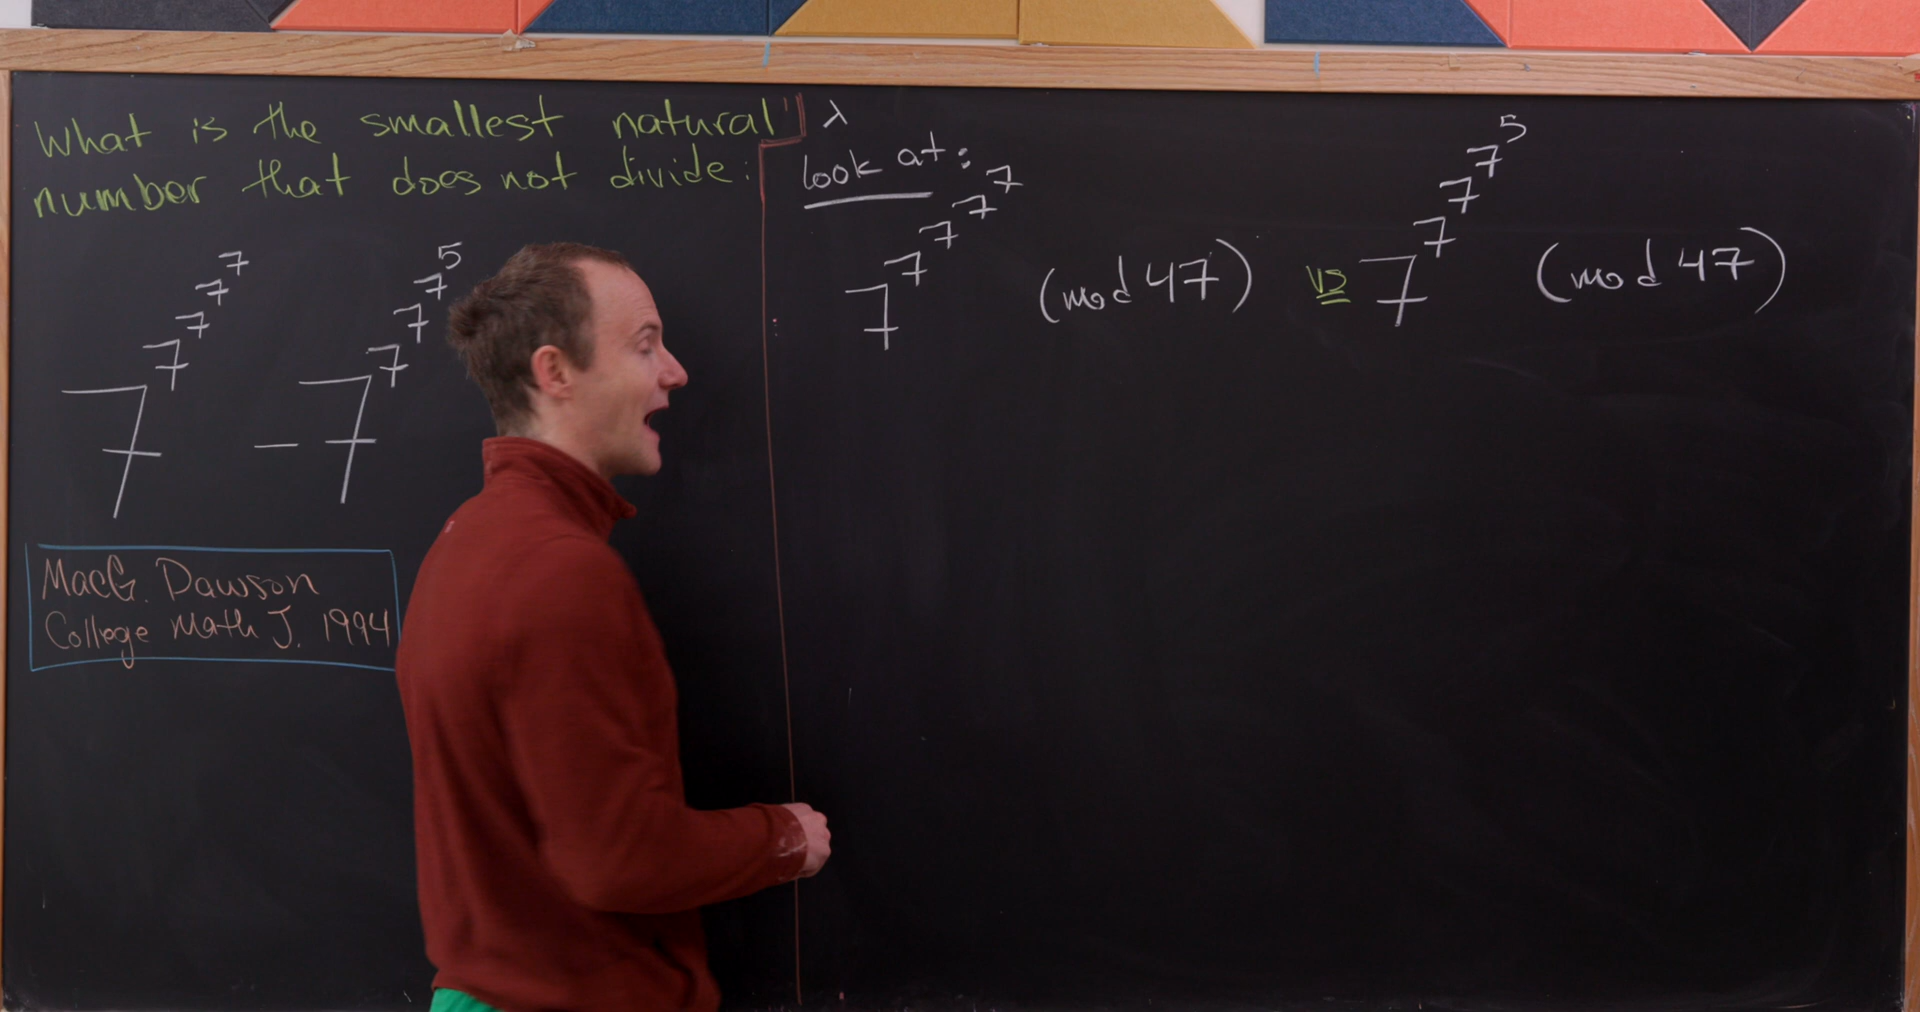 What is the smallest natural
number that does not divide:
7^7^7^7^7 - 7^7^7^7^5
MacG. Dawson
College Math J. 1994
λ
look at:
7^7^7^7^7 (mod 47) vs 7^7^7^7^5 (mod 47)